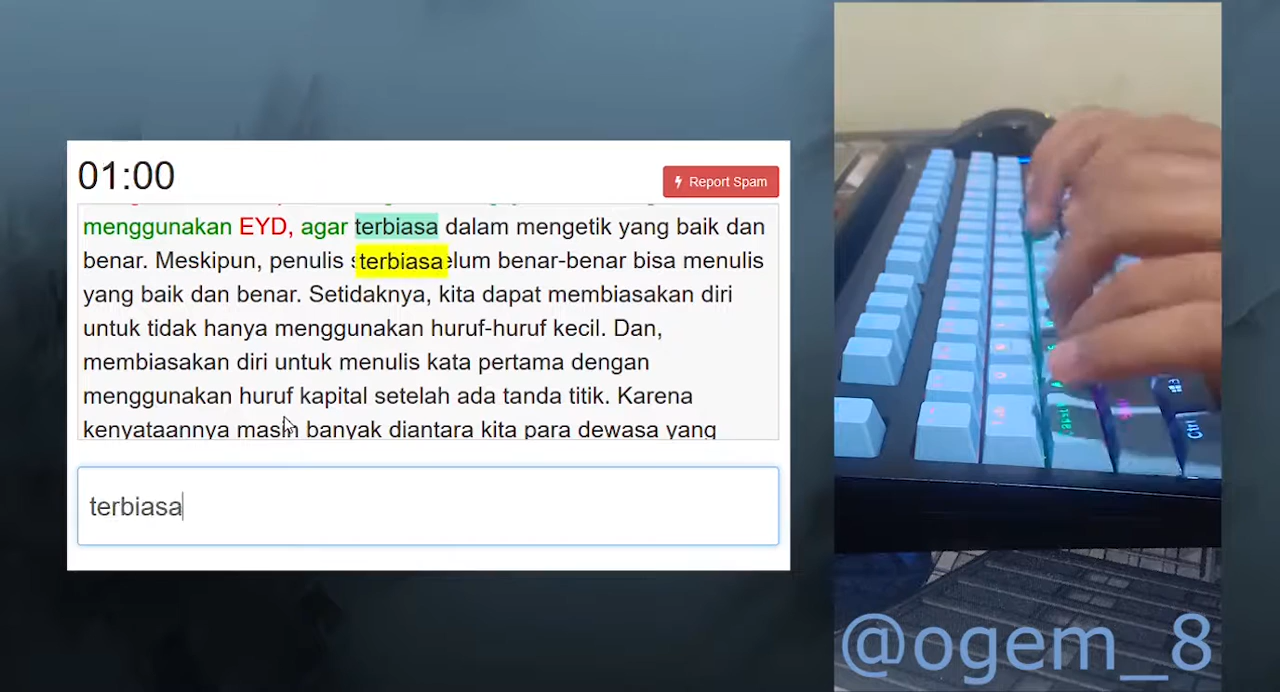 01:00
Report Spam
menggunakan EYD, agar terbiasa dalam mengetik yang baik dan
benar. Meskipun, penulis terbiasa benar-benar bisa menulis
yang baik dan benar. Setidaknya, kita dapat membiasakan diri
untuk tidak hanya menggunakan huruf-huruf kecil. Dan,
membiasakan diri untuk menulis kata pertama dengan
menggunakan huruf kapital setelah ada tanda titik. Karena
kenyataannya masih banyak diantara kita para dewasa yang
terbiasa
Ctrl
@ogem_8